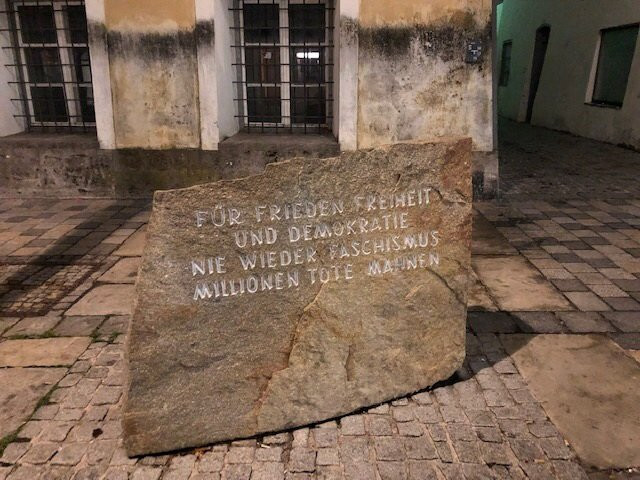 FÜR FRIEDEN FREIHEIT
UND DEMOKRATIE
NIE WIEDER FASCHISMUS
MILLIONEN TOTE MAHNEN